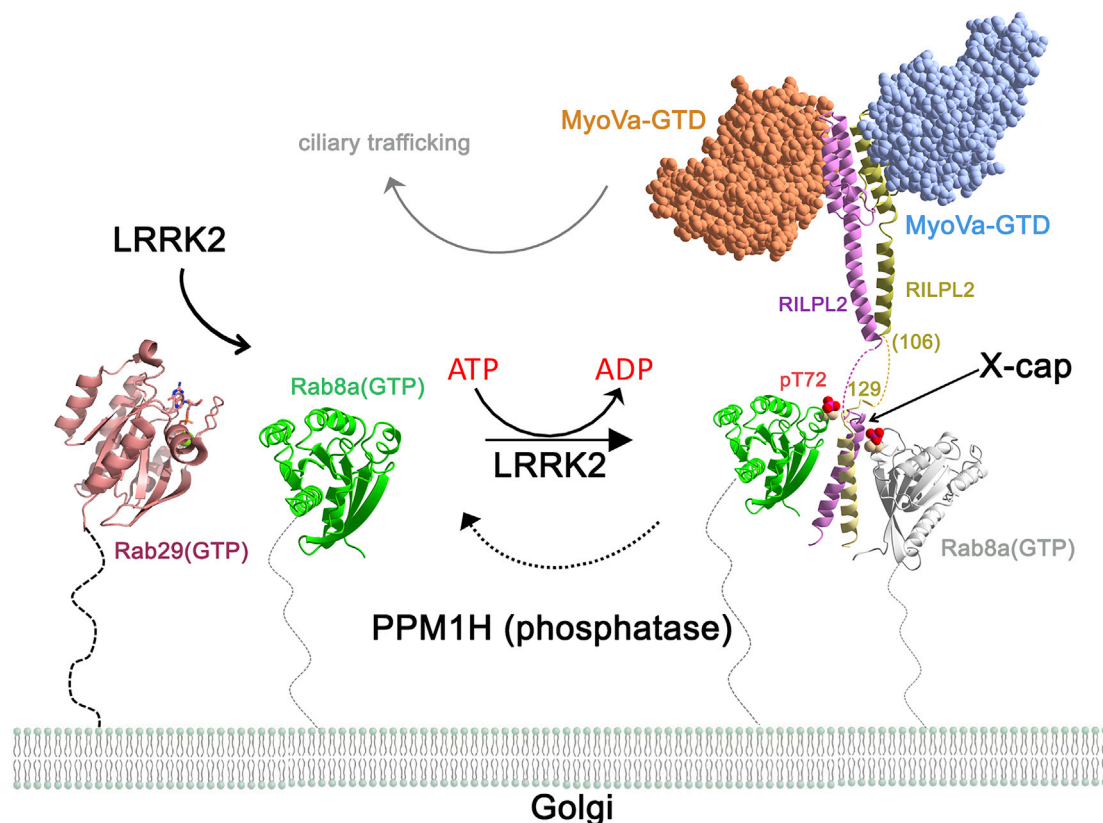 MyoVa-GTD
ciliary trafficking
MyoVa-GTD
LRRK2
RILPL2
RILPL2
(106)
X-cap
ATP
ADP
pT72
129
Rab8a(GTP)
LRRK2
Rab29(GTP)
Rab8a(GTP)
PPM1H (phosphatase)
Golgi